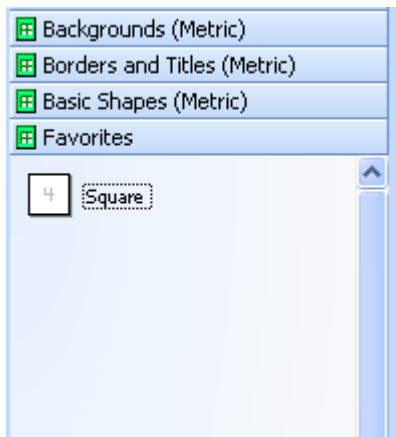 Backgrounds (Metric)
Borders and Titles (Metric)
Basic Shapes (Metric)
Favorites
4 Square